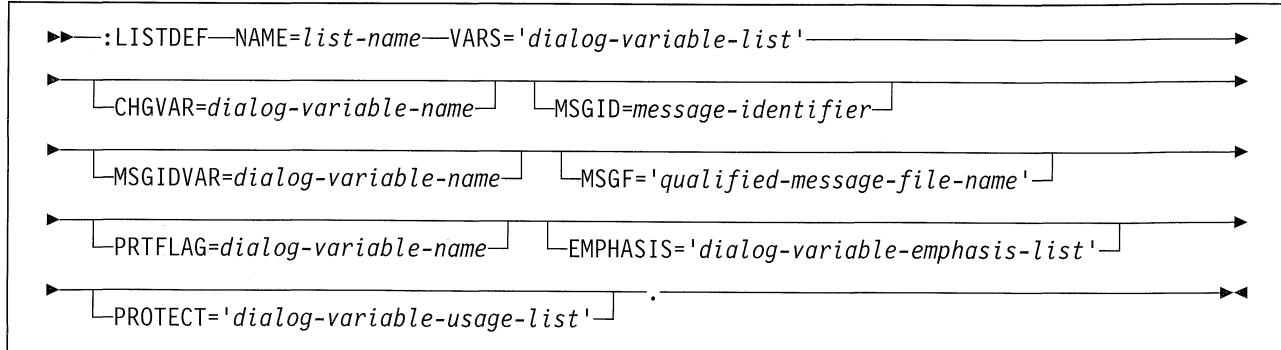 :LISTDEF NAME=list-name VARS='dialog-variable-list'
CHGVAR=dialog-variable-name MSGID=message-identifier
MSGIDVAR=dialog-variable-name MSGF='qualified-message-file-name'
PRTFLAG=dialog-variable-name EMPHASIS='dialog-variable-emphasis-list'
.
PROTECT='dialog-variable-usage-list'